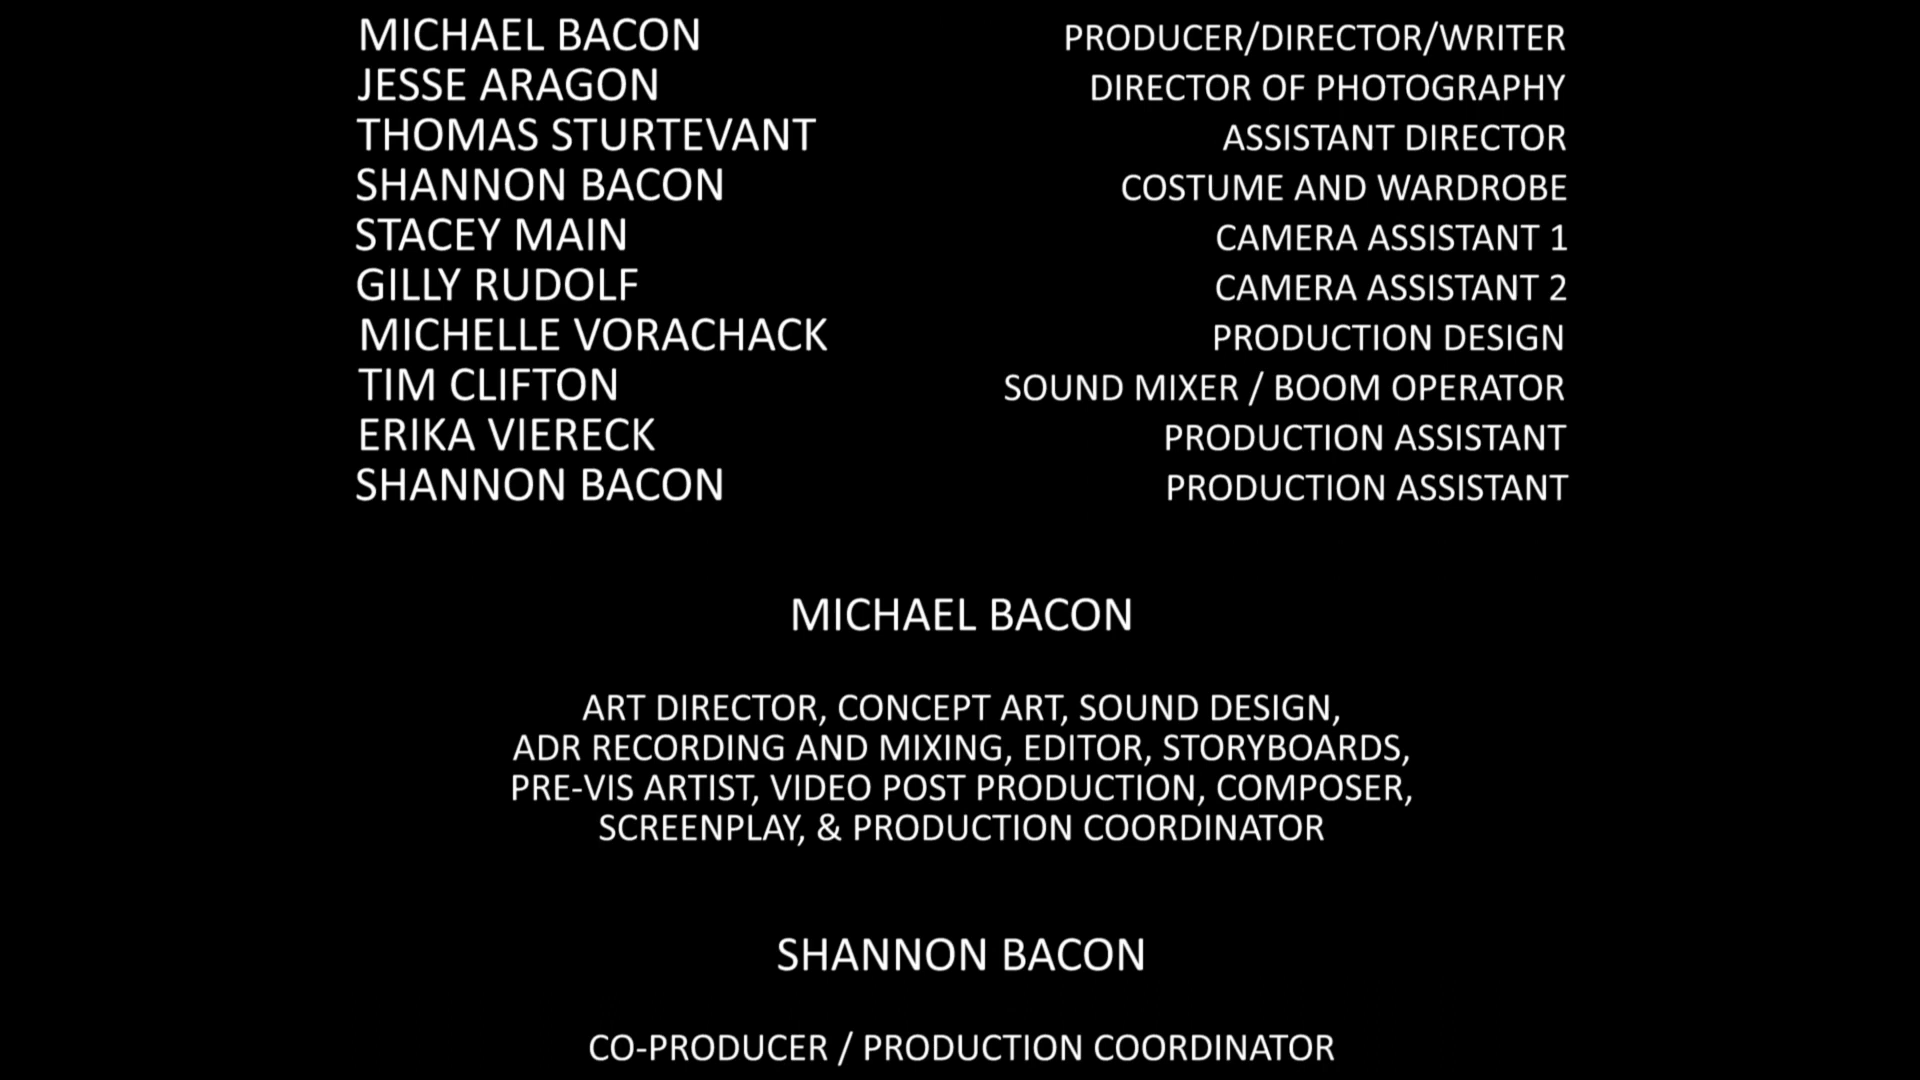 MICHAEL BACON PRODUCER/DIRECTOR/WRITER
JESSE ARAGON DIRECTOR OF PHOTOGRAPHY
THOMAS STURTEVANT ASSISTANT DIRECTOR
SHANNON BACON COSTUME AND WARDROBE
STACEY MAIN CAMERA ASSISTANT 1
GILLY RUDOLF CAMERA ASSISTANT 2
MICHELLE VORACHACK PRODUCTION DESIGN
TIM CLIFTON SOUND MIXER / BOOM OPERATOR
ERIKA VIERECK PRODUCTION ASSISTANT
SHANNON BACON PRODUCTION ASSISTANT
MICHAEL BACON
ART DIRECTOR, CONCEPT ART, SOUND DESIGN,
ADR RECORDING AND MIXING, EDITOR, STORYBOARDS,
PRE-VIS ARTIST, VIDEO POST PRODUCTION, COMPOSER,
SCREENPLAY, & PRODUCTION COORDINATOR
SHANNON BACON
CO-PRODUCER / PRODUCTION COORDINATOR